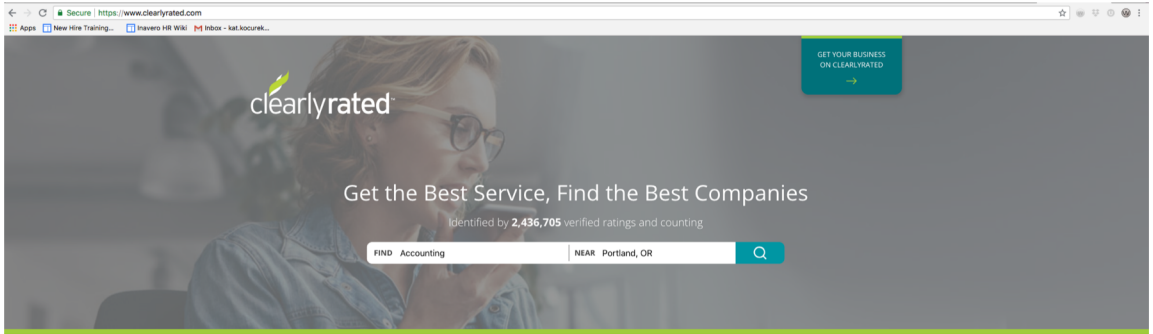 Secure | https://www.clearlyrated.com
Apps New Hire Training... Inavero HR Wiki Inbox - kat.kocurek...
GET YOUR BUSINESS
ON CLEARLYRATED
clearlyrated
Get the Best Service, Find the Best Companies
Identified by 2,436,705 verified ratings and counting
FIND Accounting NEAR Portland, OR